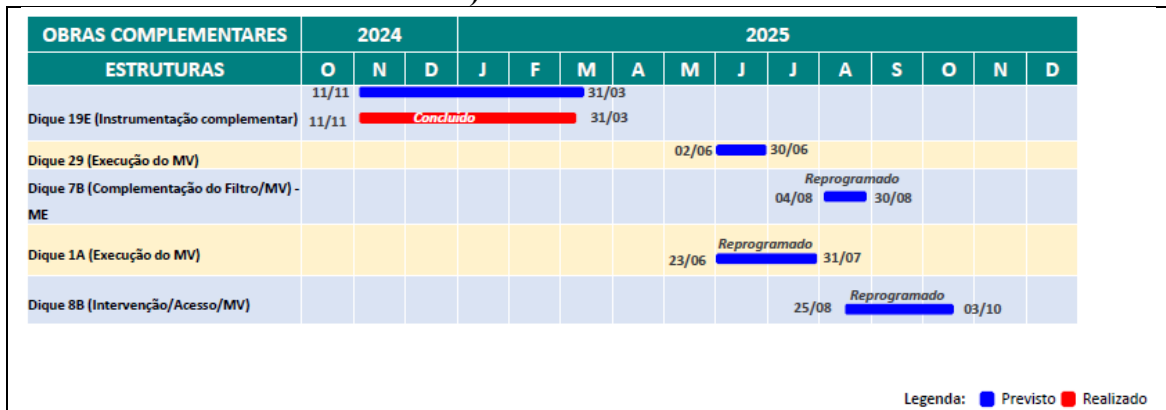 OBRAS COMPLEMENTARES 2024 2025
ESTRUTURAS O N D J F M A M J J A S O N D
11/11 31/03
Dique 19E (Instrumentação complementar) 11/11 Concluído 31/03
Dique 29 (Execução do MV) 02/06 30/06
Dique 7B (Complementação do Filtro/MV) - Reprogramado
ME 04/08 30/08
Dique 1A (Execução do MV) 23/06 Reprogramado 31/07
Dique 8B (Intervenção/Acesso/MV) 25/08 Reprogramado 03/10
Legenda: Previsto Realizado